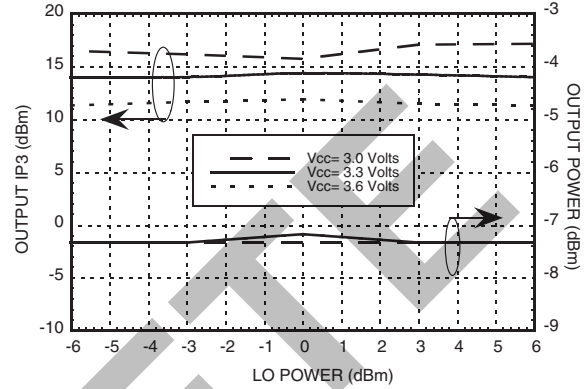 20
15
10
5
0
-5
-10
OUTPUT IP3 (dBm)
Vcc= 3.0 Volts
Vcc= 3.3 Volts
Vcc= 3.6 Volts
-3
-4
-5
-6
-7
-8
-9
OUTPUT POWER (dBm)
-6 -5 -4 -3 -2 -1 0 1 2 3 4 5 6
LO POWER (dBm)